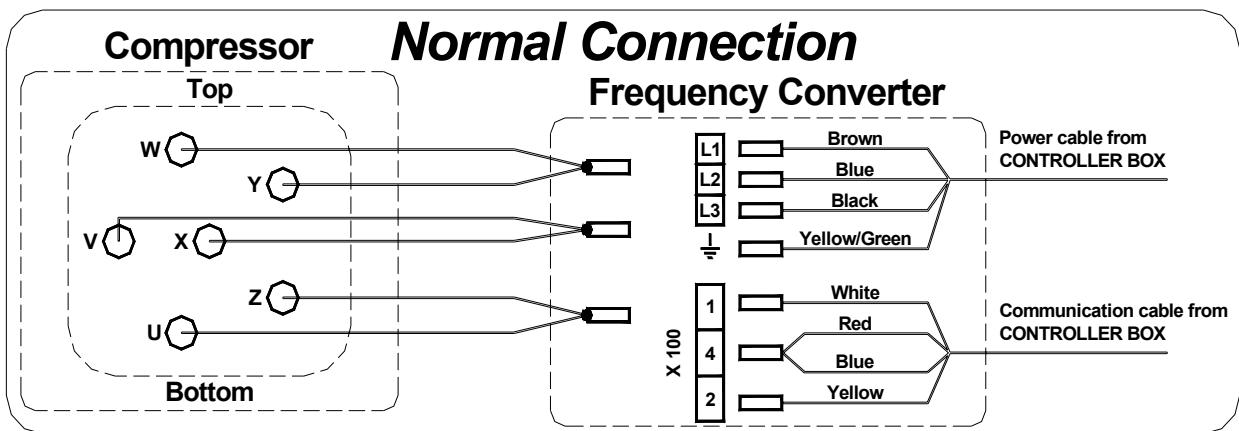 Normal Connection
Compressor
Top
Frequency Converter
W
Y
V
X
Z
U
Bottom
L1
Brown
L2
Blue
L3
Black
Yellow/Green
Power cable from
CONTROLLER BOX
X 100
1
White
Red
4
Blue
2
Yellow
Communication cable from
CONTROLLER BOX